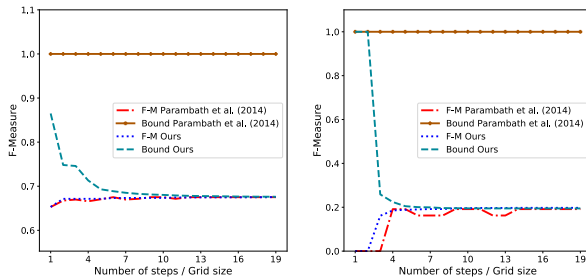 1.1
1.0
0.9
0.8
0.7
0.6
F-Measure
F-M Parambath et al. (2014)
Bound Parambath et al. (2014)
F-M Ours
Bound Ours
1 4 7 10 13 16 19
Number of steps / Grid size
1.0
0.8
0.6
0.4
0.2
0.0
F-Measure
F-M Parambath et al. (2014)
Bound Parambath et al. (2014)
F-M Ours
Bound Ours
1 4 7 10 13 16 19
Number of steps / Grid size